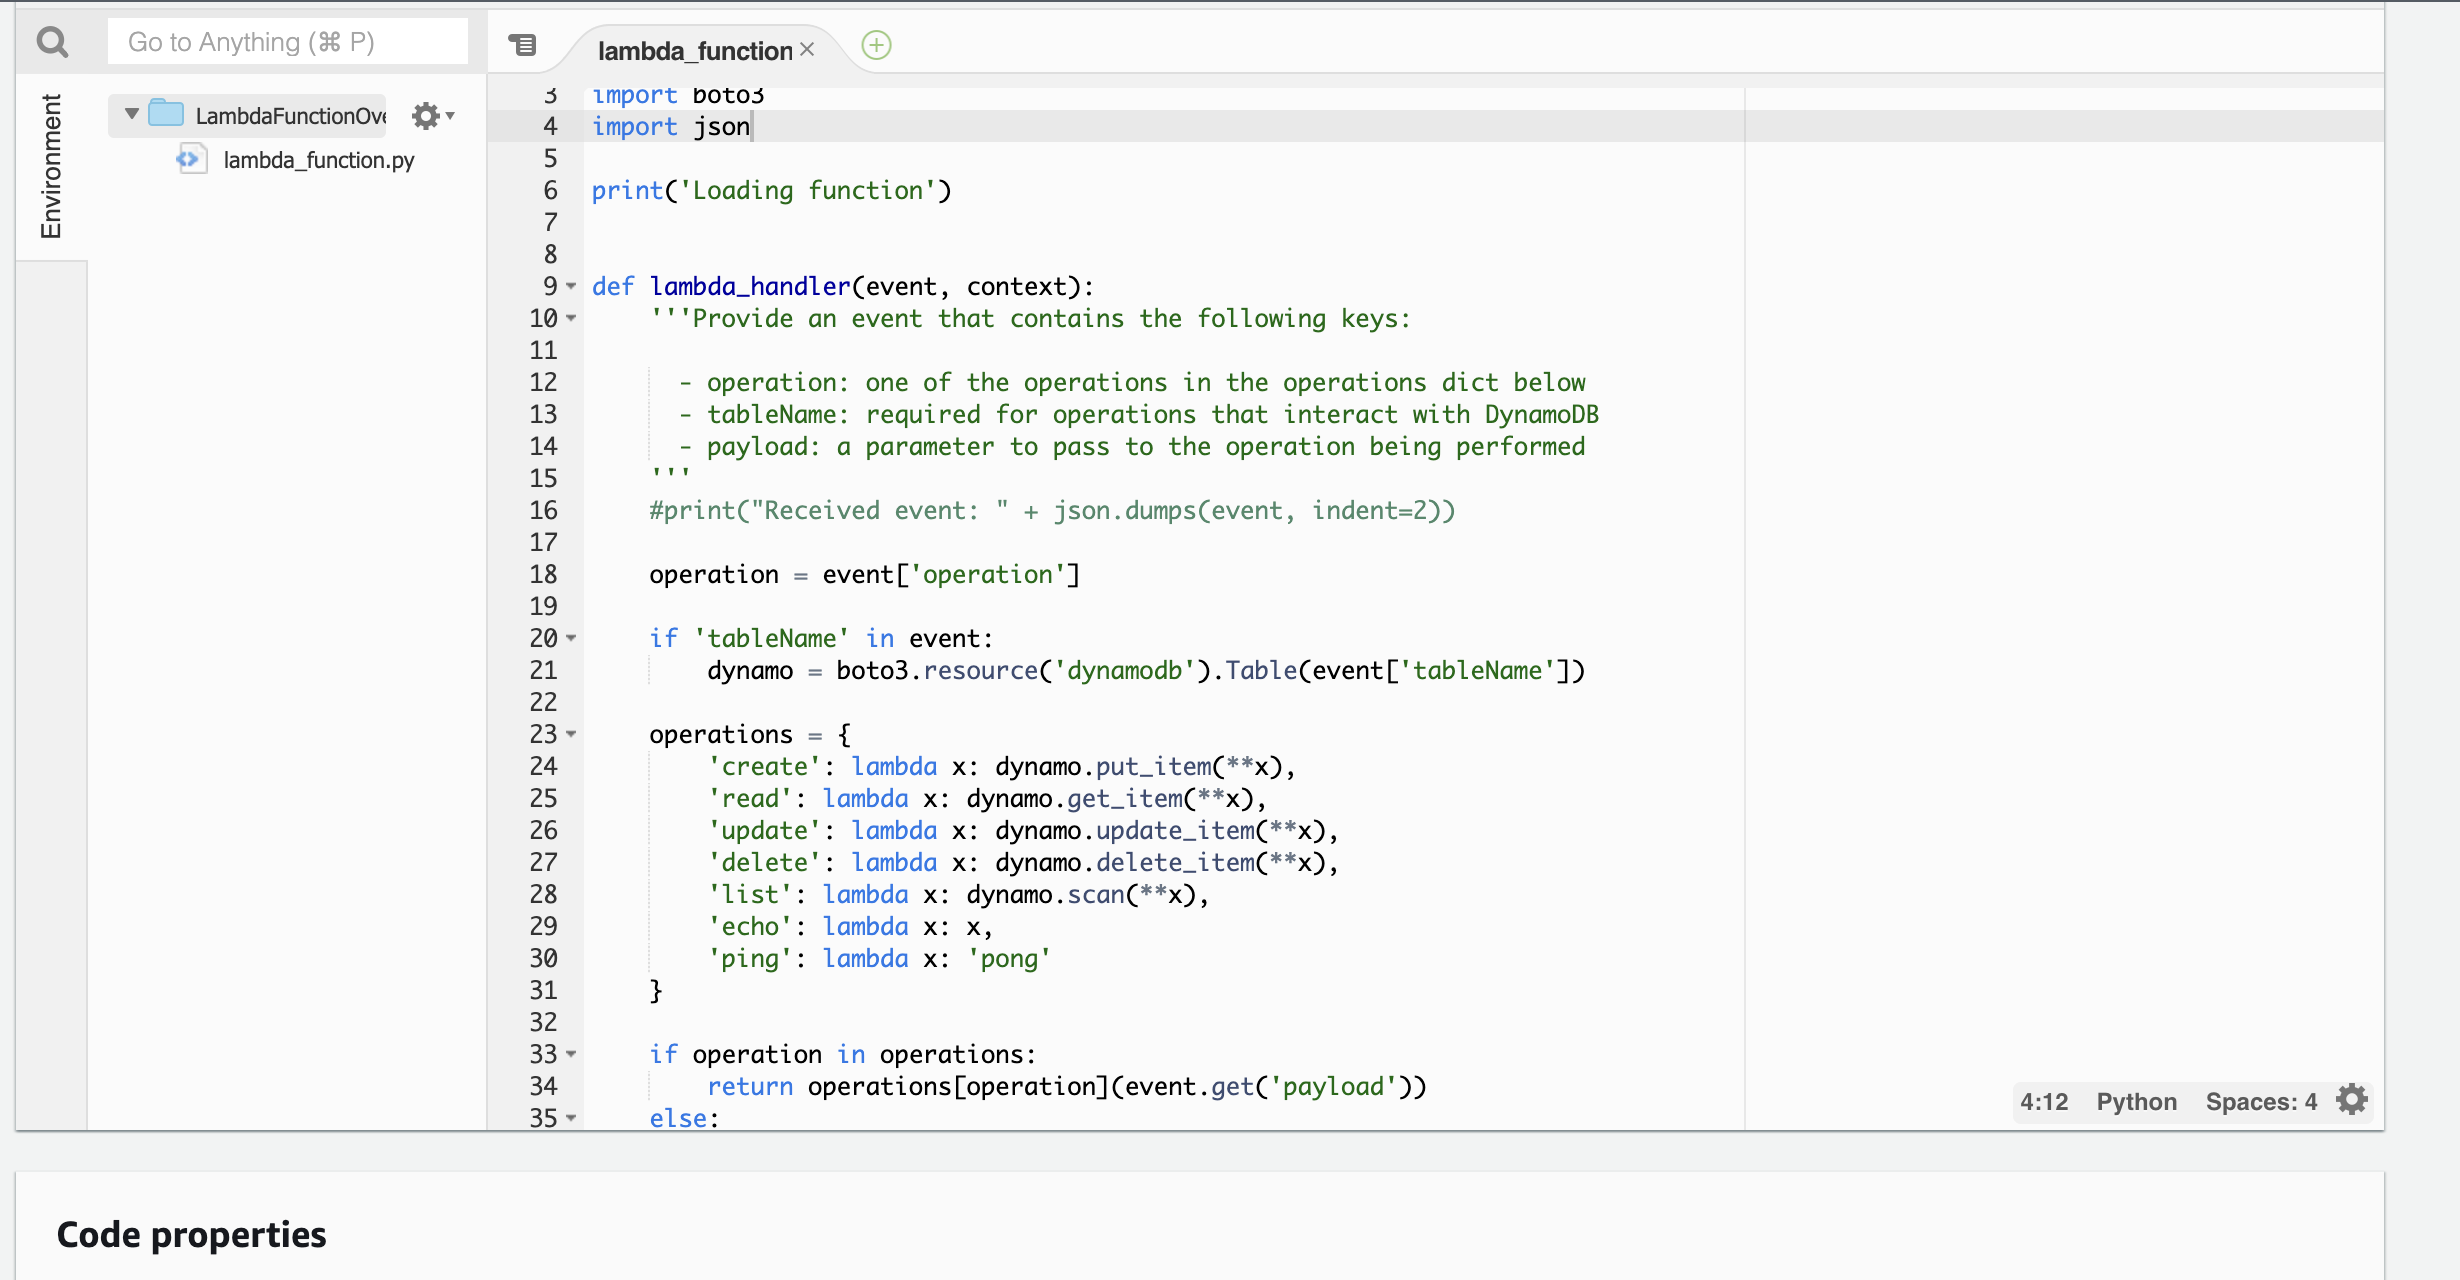 Go to Anything (⌘ P)
lambda_function
Environment
LambdaFunctionOve
lambda_function.py
3 import boto3
4 import json
5
6 print('Loading function')
7
8
9 def lambda_handler(event, context):
10     '''Provide an event that contains the following keys:
11
12       - operation: one of the operations in the operations dict below
13       - tableName: required for operations that interact with DynamoDB
14       - payload: a parameter to pass to the operation being performed
15     '''
16     #print("Received event: " + json.dumps(event, indent=2))
17
18     operation = event['operation']
19
20     if 'tableName' in event:
21         dynamo = boto3.resource('dynamodb').Table(event['tableName'])
22
23     operations = {
24         'create': lambda x: dynamo.put_item(**x),
25         'read': lambda x: dynamo.get_item(**x),
26         'update': lambda x: dynamo.update_item(**x),
27         'delete': lambda x: dynamo.delete_item(**x),
28         'list': lambda x: dynamo.scan(**x),
29         'echo': lambda x: x,
30         'ping': lambda x: 'pong'
31     }
32
33     if operation in operations:
34         return operations[operation](event.get('payload'))
35     else:
4:12 Python Spaces: 4
Code properties